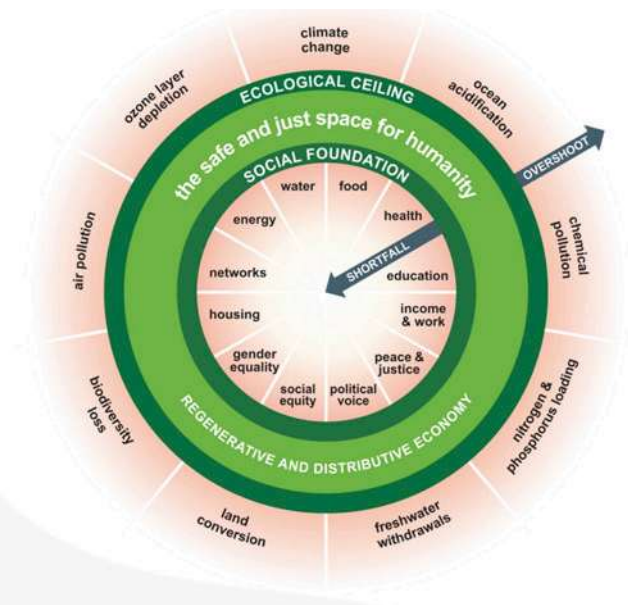 climate
change
ocean
acidification
chemical
pollution
nitrogen &
phosphorus loading
freshwater
withdrawals
land
conversion
biodiversity
loss
air pollution
ozone layer
depletion
ECOLOGICAL CEILING
the safe and just space for humanity
SOCIAL FOUNDATION
OVERSHOOT
SHORTFALL
water
food
health
education
income
& work
peace &
justice
political
voice
social
equity
gender
equality
housing
networks
energy
REGENERATIVE AND DISTRIBUTIVE ECONOMY